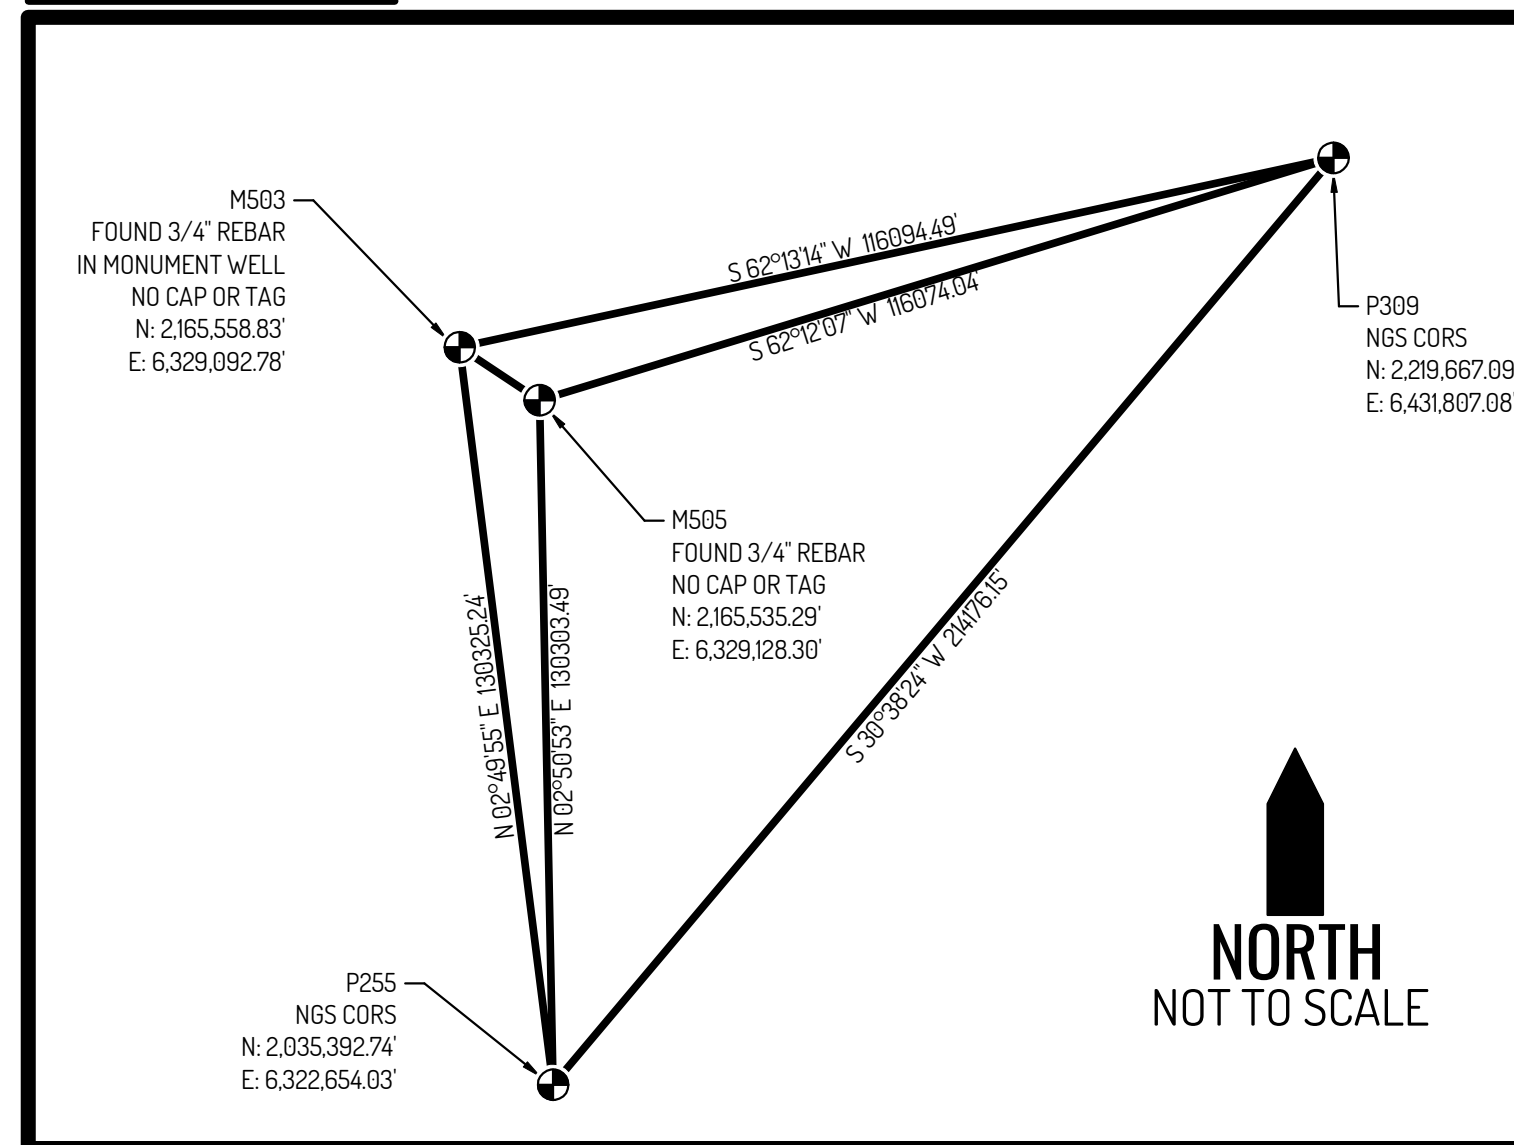 M503
FOUND 3/4" REBAR
IN MONUMENT WELL
NO CAP OR TAG
N: 2,165,558.83'
E: 6,329,092.78'
S 62°13'14" W 116094.49'
S 62°12'07" W 116074.04'
P309
NGS CORS
N: 2,219,667.09
E: 6,431,807.08'
M505
FOUND 3/4" REBAR
NO CAP OR TAG
N: 2,165,535.29'
E: 6,329,128.30'
N 02°49'55" E 130325.24'
N 02°50'53" E 130303.49'
S 30°38'24" W 214176.15'
P255
NGS CORS
N: 2,035,392.74'
E: 6,322,654.03'
NORTH
NOT TO SCALE